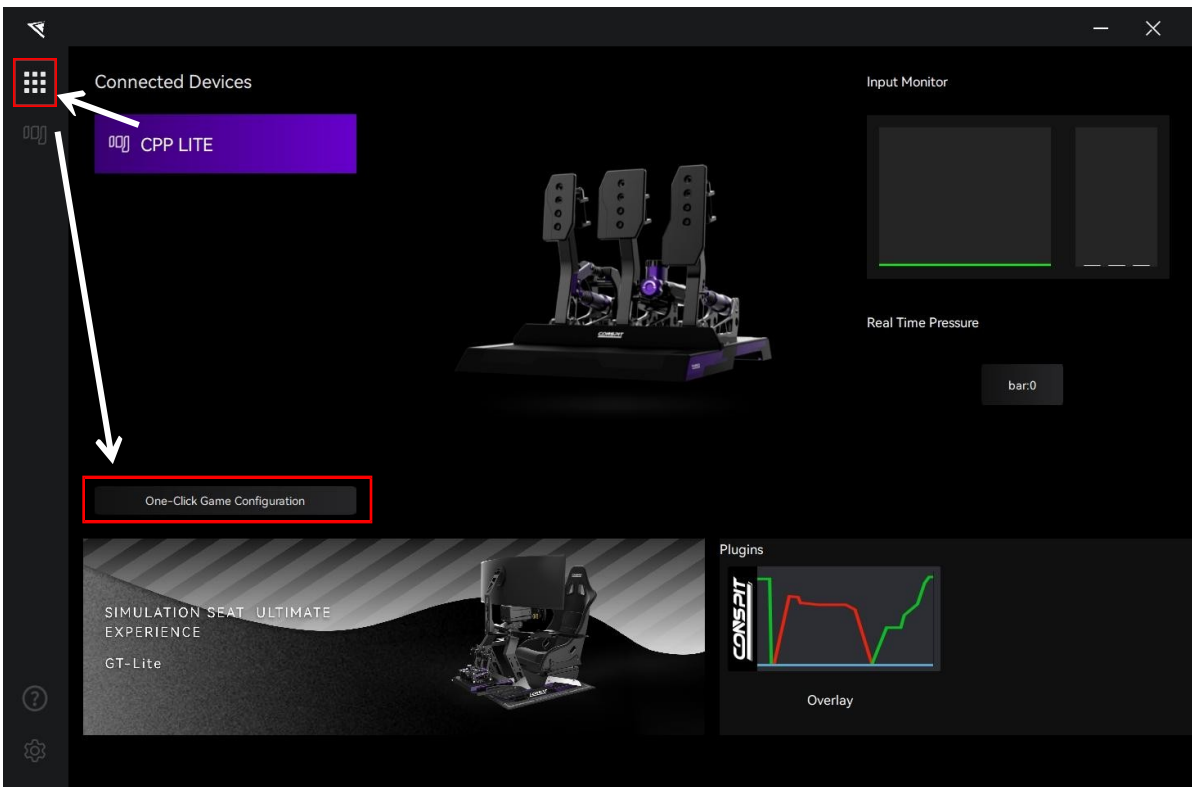 Connected Devices
CPP LITE
Input Monitor
CONSPIT
Real Time Pressure
bar:0
One-Click Game Configuration
SIMULATION SEAT ULTIMATE
EXPERIENCE
GT-Lite
Plugins
CONSPIT
Overlay